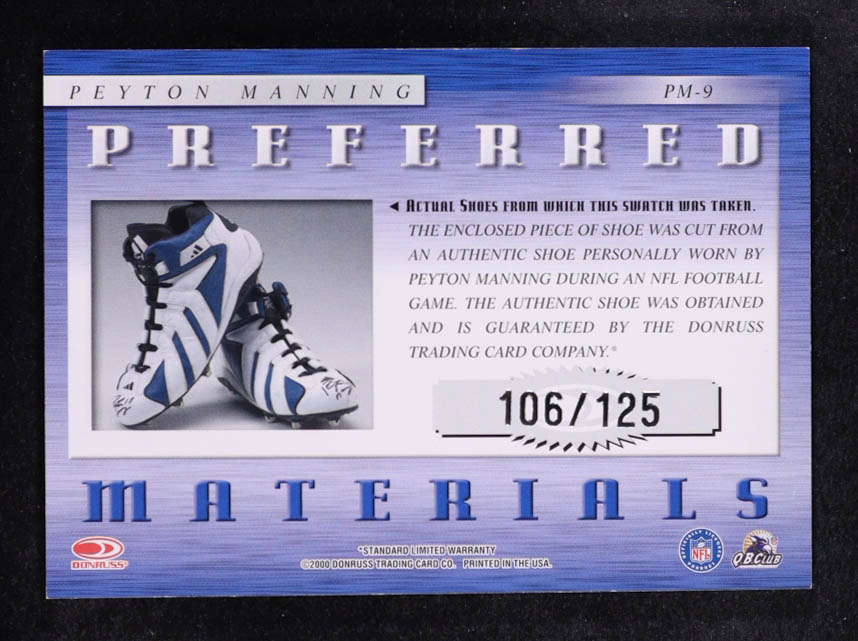 PEYTON MANNING
PM-9
PREFERRED
◄ ACTUAL SHOES FROM WHICH THIS SWATCH WAS TAKEN.
THE ENCLOSED PIECE OF SHOE WAS CUT FROM
AN AUTHENTIC SHOE PERSONALLY WORN BY
PEYTON MANNING DURING AN NFL FOOTBALL
GAME. THE AUTHENTIC SHOE WAS OBTAINED
AND IS GUARANTEED BY THE DONRUSS
TRADING CARD COMPANY.*
106/125
MATERIALS
DONRUSS
*STANDARD LIMITED WARRANTY
©2000 DONRUSS TRADING CARD CO. PRINTED IN THE USA.
OFFICIALLY LICENSED
NFL
PRODUCT
QB CLUB